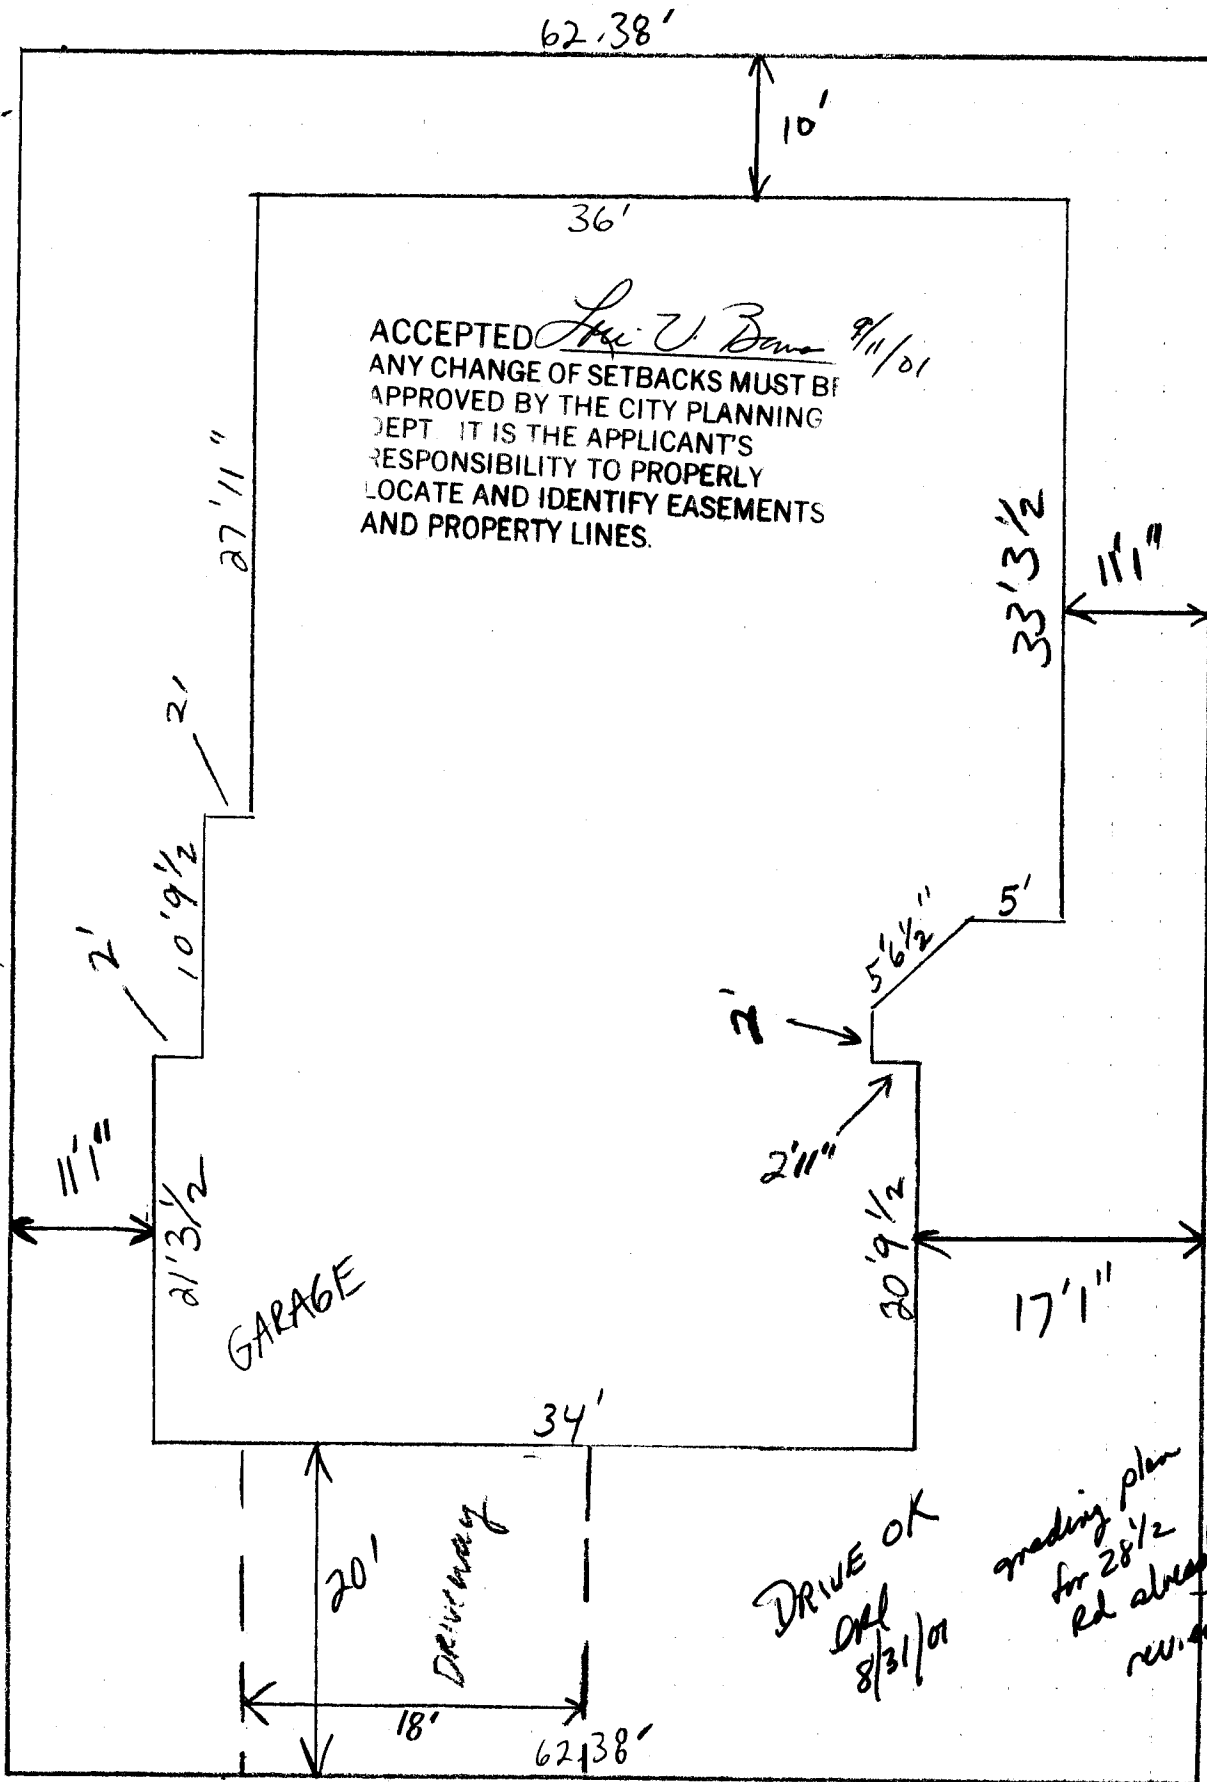 62.38'
10'
36'
ACCEPTED 9/11/01
ANY CHANGE OF SETBACKS MUST BE
APPROVED BY THE CITY PLANNING
DEPT. IT IS THE APPLICANT'S
RESPONSIBILITY TO PROPERLY
LOCATE AND IDENTIFY EASEMENTS
AND PROPERTY LINES.
27'11"
33'3 1/2
11'1"
2'
10'9 1/2
2'
5'
5'6 1/2"
2'
2'11"
11'1"
21'3 1/2
20'9 1/2
17'1"
GARAGE
34'
20'
Driveway
18'
DRIVE OK
8/31/01
grading plan
for 28 1/2
Rd
62.38'